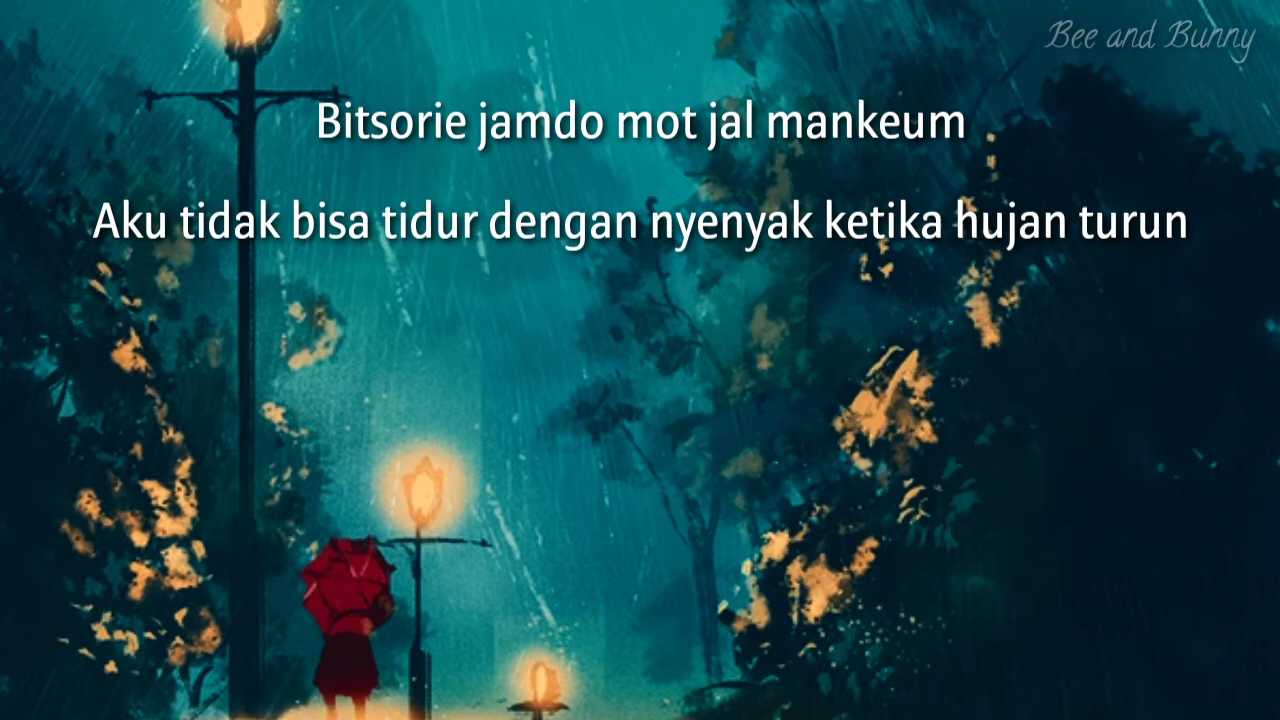 Bee and Bunny
Bitsorie jamdo mot jal mankeum
Aku tidak bisa tidur dengan nyenyak ketika hujan turun